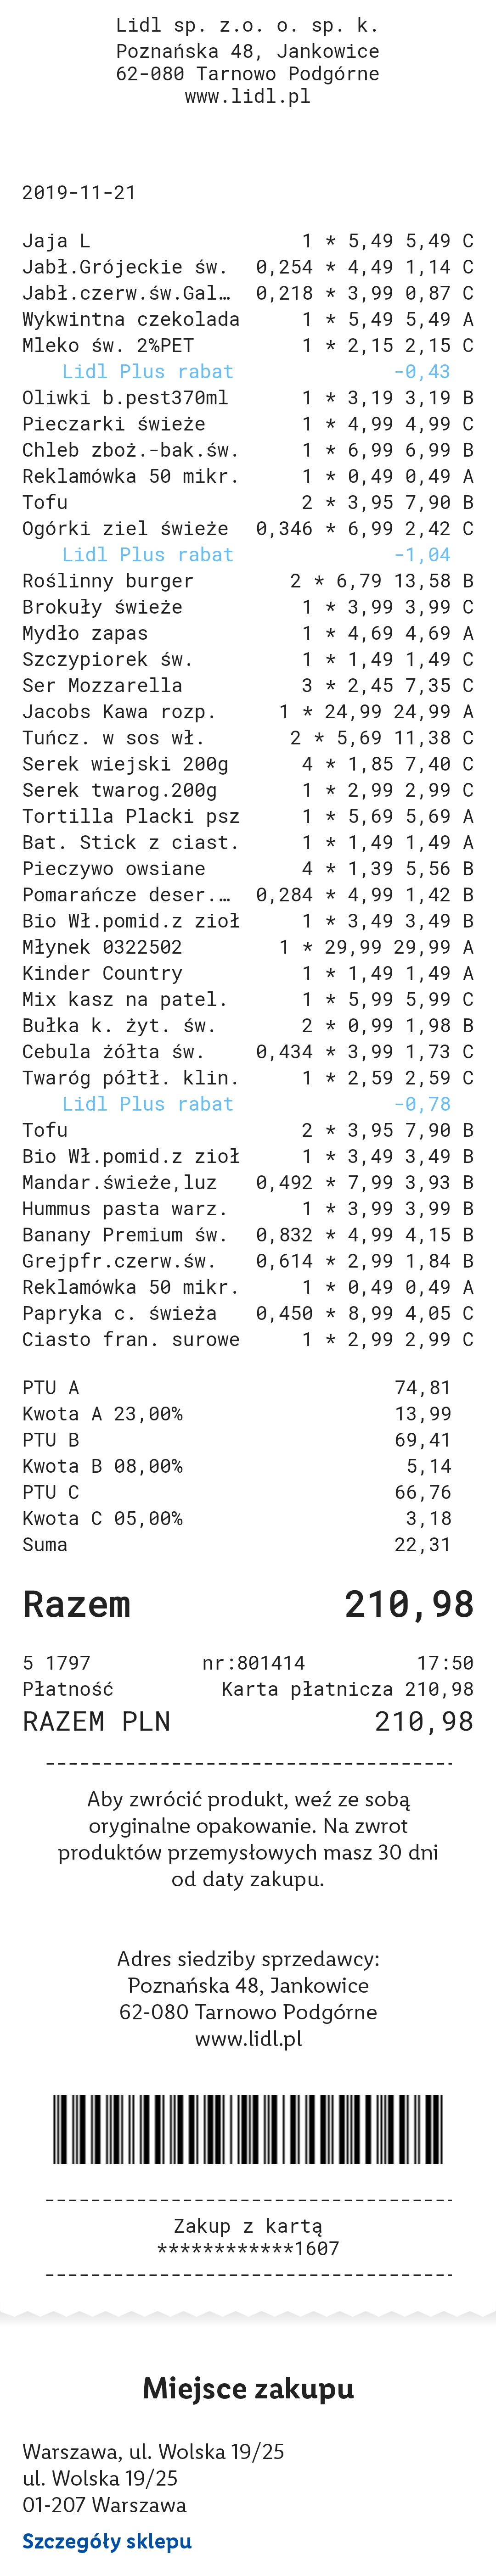 Lidl sp. z.o. o. sp. k.
Poznańska 48, Jankowice
62-080 Tarnowo Podgórne
www.lidl.pl
2019-11-21
Jaja L 1 * 5,49 5,49 C
Jabł.Grójeckie św. 0,254 * 4,49 1,14 C
Jabł.czerw.św.Gal… 0,218 * 3,99 0,87 C
Wykwintna czekolada 1 * 5,49 5,49 A
Mleko św. 2%PET 1 * 2,15 2,15 C
Lidl Plus rabat -0,43
Oliwki b.pest370ml 1 * 3,19 3,19 B
Pieczarki świeże 1 * 4,99 4,99 C
Chleb zboż.-bak.św. 1 * 6,99 6,99 B
Reklamówka 50 mikr. 1 * 0,49 0,49 A
Tofu 2 * 3,95 7,90 B
Ogórki ziel świeże 0,346 * 6,99 2,42 C
Lidl Plus rabat -1,04
Roślinny burger 2 * 6,79 13,58 B
Brokuły świeże 1 * 3,99 3,99 C
Mydło zapas 1 * 4,69 4,69 A
Szczypiorek św. 1 * 1,49 1,49 C
Ser Mozzarella 3 * 2,45 7,35 C
Jacobs Kawa rozp. 1 * 24,99 24,99 A
Tuńcz. w sos wł. 2 * 5,69 11,38 C
Serek wiejski 200g 4 * 1,85 7,40 C
Serek twarog.200g 1 * 2,99 2,99 C
Tortilla Placki psz 1 * 5,69 5,69 A
Bat. Stick z ciast. 1 * 1,49 1,49 A
Pieczywo owsiane 4 * 1,39 5,56 B
Pomarańcze deser.… 0,284 * 4,99 1,42 B
Bio Wł.pomid.z zioł 1 * 3,49 3,49 B
Młynek 0322502 1 * 29,99 29,99 A
Kinder Country 1 * 1,49 1,49 A
Mix kasz na patel. 1 * 5,99 5,99 C
Bułka k. żyt. św. 2 * 0,99 1,98 B
Cebula żółta św. 0,434 * 3,99 1,73 C
Twaróg półtł. klin. 1 * 2,59 2,59 C
Lidl Plus rabat -0,78
Tofu 2 * 3,95 7,90 B
Bio Wł.pomid.z zioł 1 * 3,49 3,49 B
Mandar.świeże,luz 0,492 * 7,99 3,93 B
Hummus pasta warz. 1 * 3,99 3,99 B
Banany Premium św. 0,832 * 4,99 4,15 B
Grejpfr.czerw.św. 0,614 * 2,99 1,84 B
Reklamówka 50 mikr. 1 * 0,49 0,49 A
Papryka c. świeża 0,450 * 8,99 4,05 C
Ciasto fran. surowe 1 * 2,99 2,99 C
PTU A 74,81
Kwota A 23,00% 13,99
PTU B 69,41
Kwota B 08,00% 5,14
PTU C 66,76
Kwota C 05,00% 3,18
Suma 22,31
Razem 210,98
5 1797 nr:801414 17:50
Płatność Karta płatnicza 210,98
RAZEM PLN 210,98
Aby zwrócić produkt, weź ze sobą
oryginalne opakowanie. Na zwrot
produktów przemysłowych masz 30 dni
od daty zakupu.
Adres siedziby sprzedawcy:
Poznańska 48, Jankowice
62-080 Tarnowo Podgórne
www.lidl.pl
Zakup z kartą
************1607
Miejsce zakupu
Warszawa, ul. Wolska 19/25
ul. Wolska 19/25
01-207 Warszawa
Szczegóły sklepu